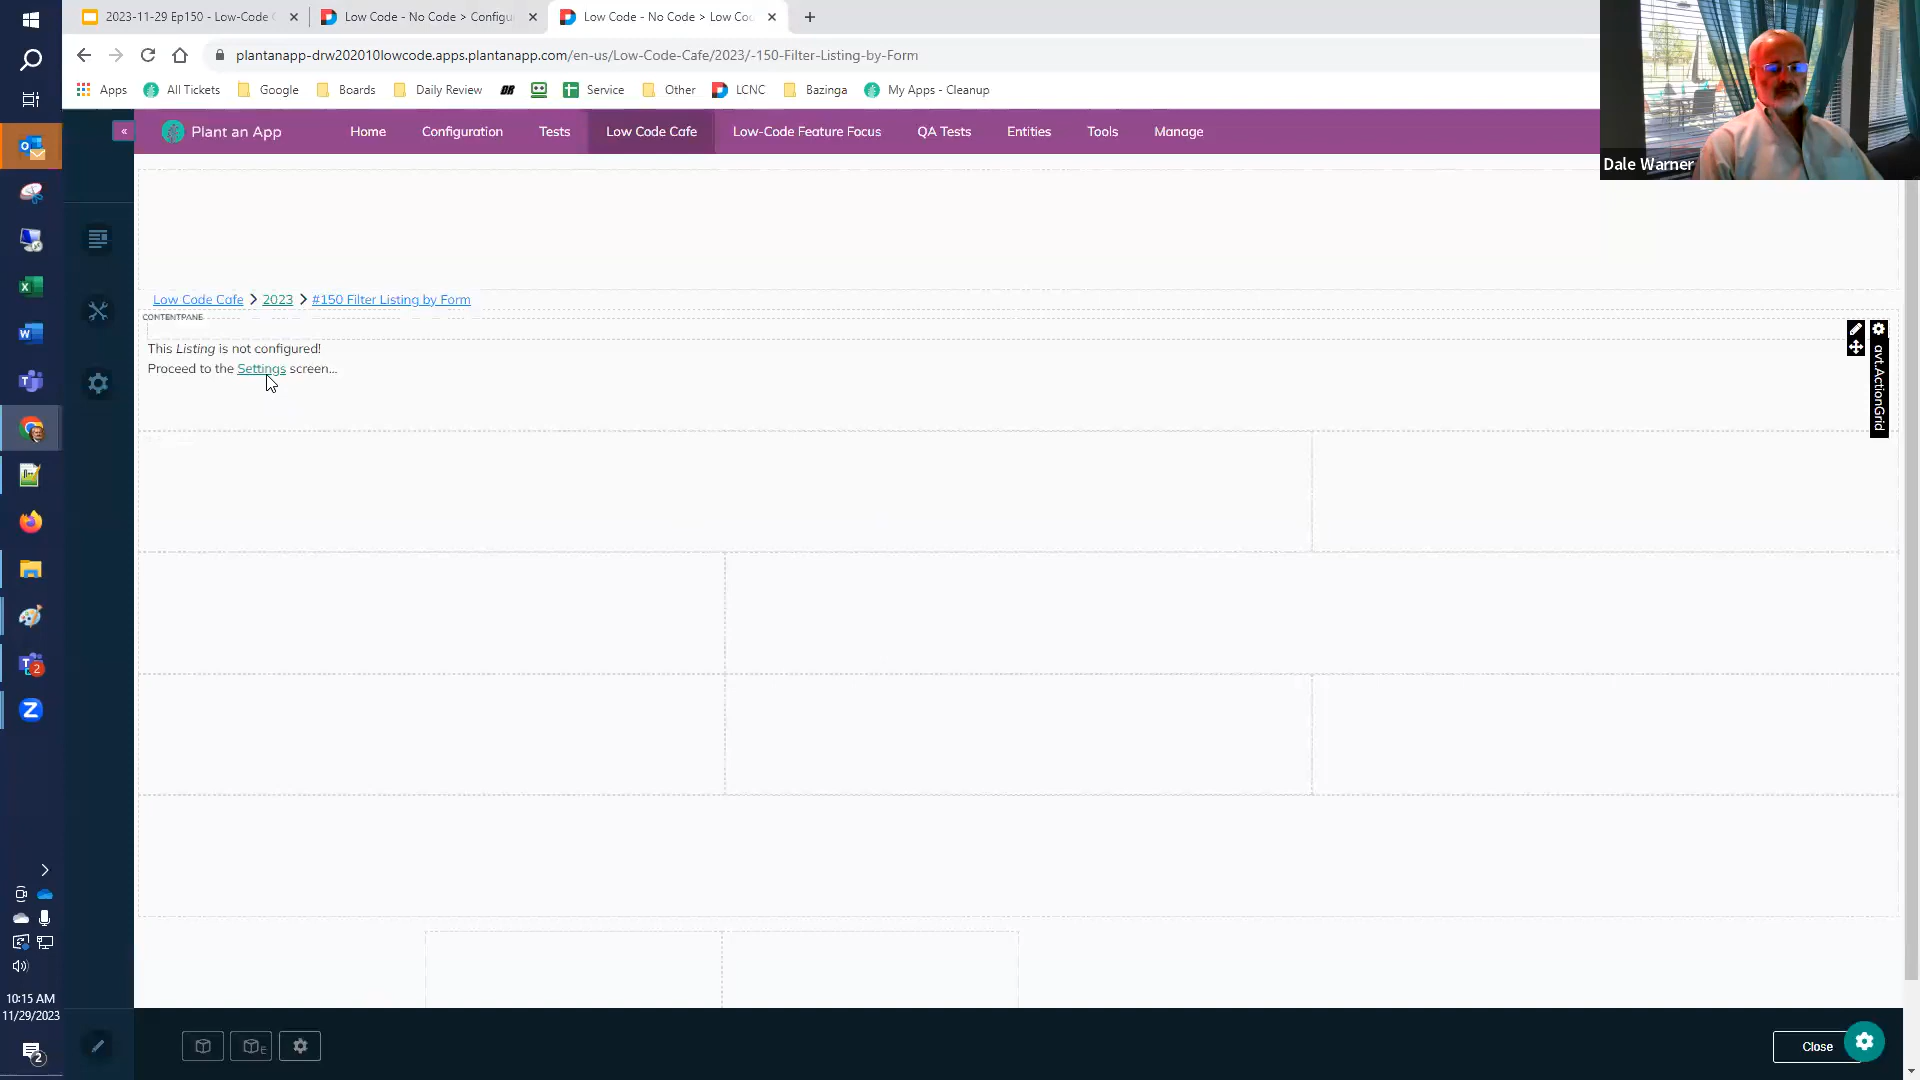 2023-11-29 Ep150 - Low-Code C
Low Code - No Code > Configu
Low Code - No Code > Low Coc
plantanapp-drw202010lowcode.apps.plantanapp.com/en-us/Low-Code-Cafe/2023/-150-Filter-Listing-by-Form
Apps
All Tickets
Google
Boards
Daily Review
Service
Other
LCNC
Bazinga
My Apps - Cleanup
Plant an App
Home
Configuration
Tests
Low Code Cafe
Low-Code Feature Focus
QA Tests
Entities
Tools
Manage
Dale Warner
Low Code Cafe > 2023 > #150 Filter Listing by Form
CONTENTPANE
This Listing is not configured!
Proceed to the Settings screen...
avt.ActionGrid
2
10:15 AM
11/29/2023
2
E
Close